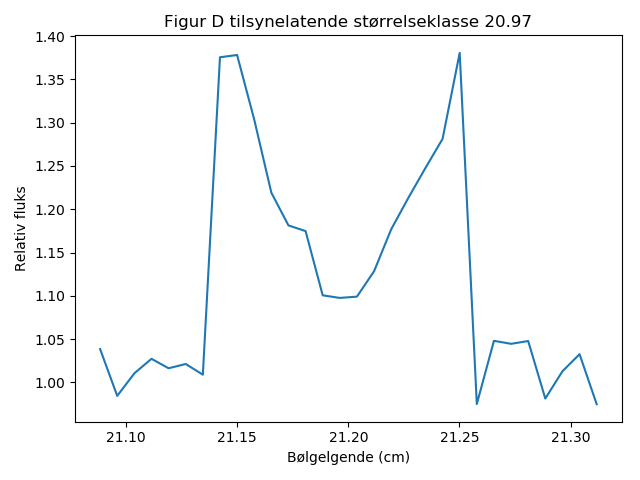 Figur D tilsynelatende størrelseklasse 20.97
1.40
1.35
1.30
1.25
1.20
1.15
1.10
1.05
1.00
Relativ fluks
21.10 21.15 21.20 21.25 21.30
Bølgelgende (cm)